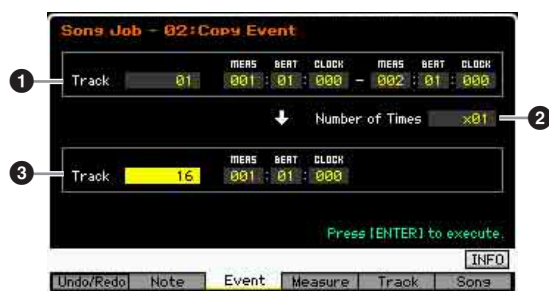 Song Job - 02:Copy Event
MEAS BEAT CLOCK MEAS BEAT CLOCK
1 Track 01 001 : 01 : 000 - 002 : 01 : 000
Number of Times x01 2
MEAS BEAT CLOCK
3 Track 16 001 : 01 : 000
Press [ENTER] to execute.
INFO
Undo/Redo Note Event Measure Track Song